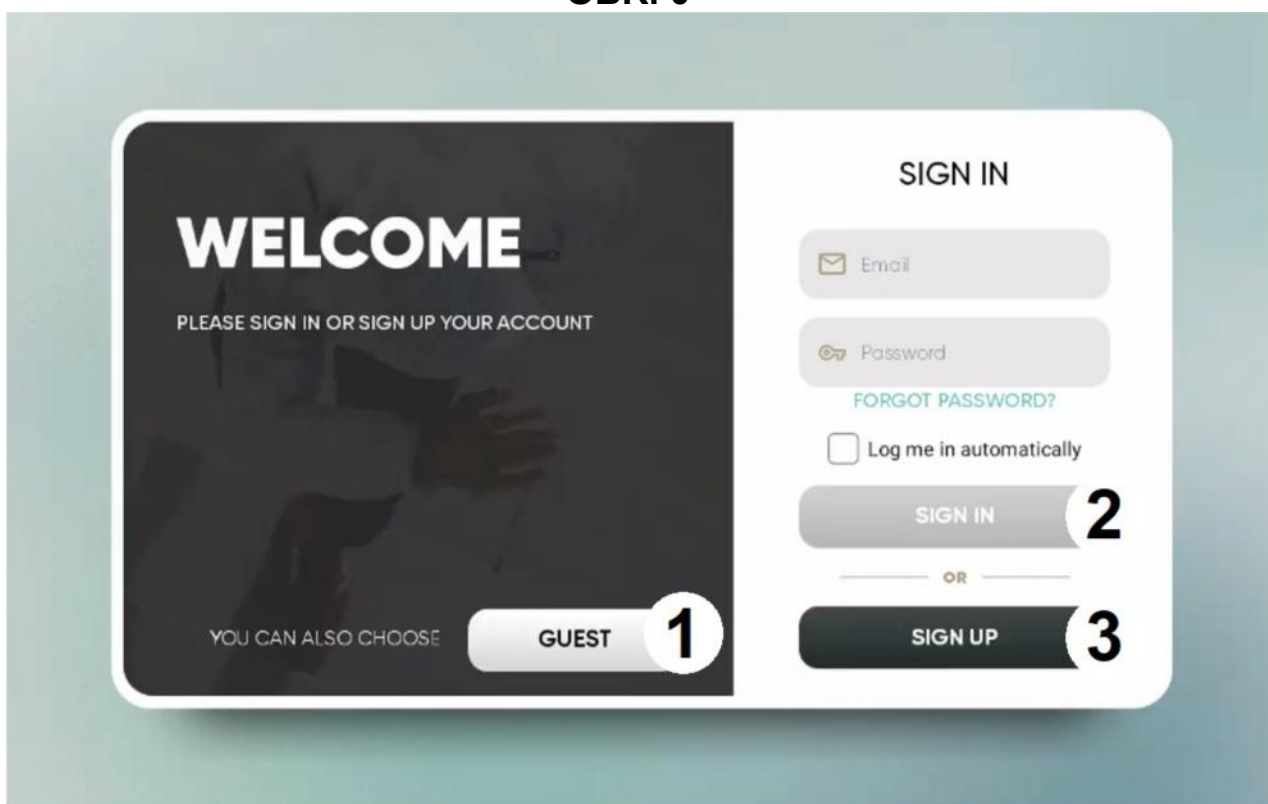 WELCOME
PLEASE SIGN IN OR SIGN UP YOUR ACCOUNT
YOU CAN ALSO CHOOSE
GUEST
1
SIGN IN
Email
Password
FORGOT PASSWORD?
Log me in automatically
SIGN IN
2
OR
SIGN UP
3